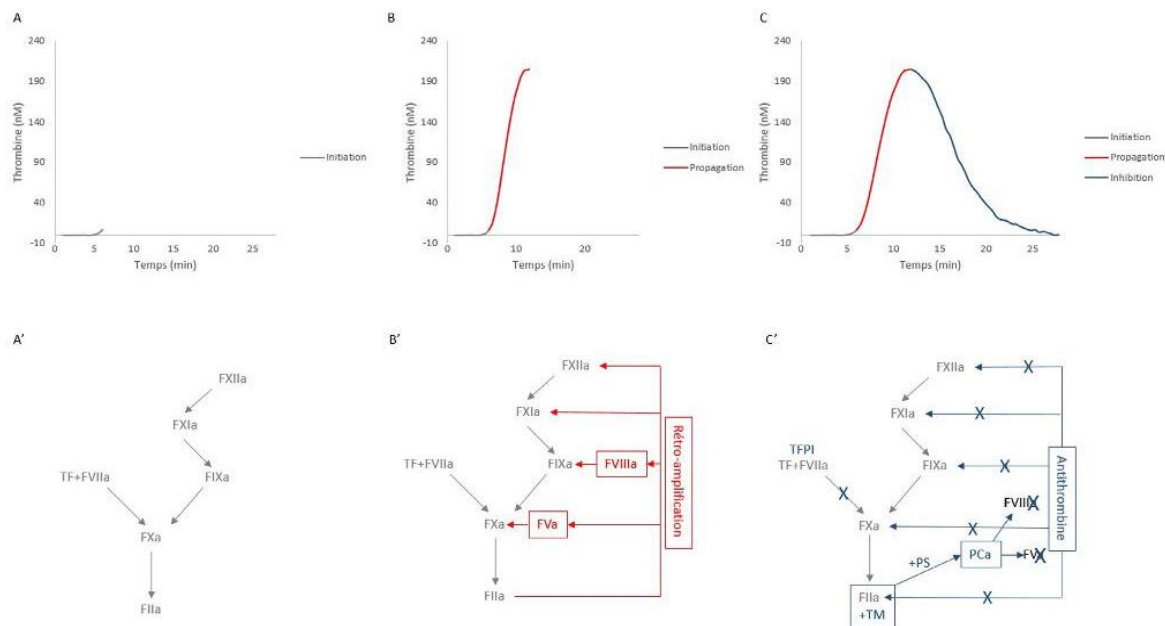 A
240
190
140
90
40
-10
Thrombine (nM)
0
5
10
15
20
25
Temps (min)
Initiation
B
240
190
140
90
40
-10
Thrombine (nM)
0
10
20
Temps (min)
Initiation
Propagation
C
240
190
140
90
40
-10
Thrombine (nM)
0
5
10
15
20
25
Temps (min)
Initiation
Propagation
Inhibition
A'
FXIIa
FXIa
TF+FVIIa
FIXa
FXa
FIIa
B'
FXIIa
FXIa
TF+FVIIa
FIXa
FVIIIa
FXa
FVa
FIIa
Rétro-amplification
C'
FXIIa
FXIa
TFPI
TF+FVIIa
FIXa
FVIIIa
FXa
PCa
FVa
+PS
FIIa
+TM
X
X
X
X
X
X
X
X
Antithrombine